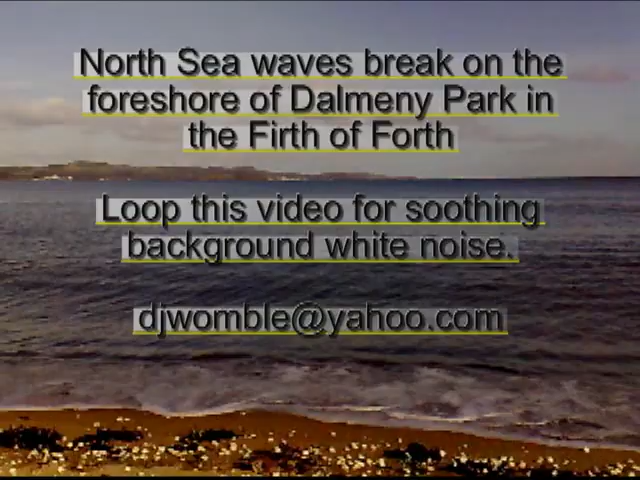 North Sea waves break on the
foreshore of Dalmeny Park in
the Firth of Forth
Loop this video for soothing
background white noise.
djwomble@yahoo.com